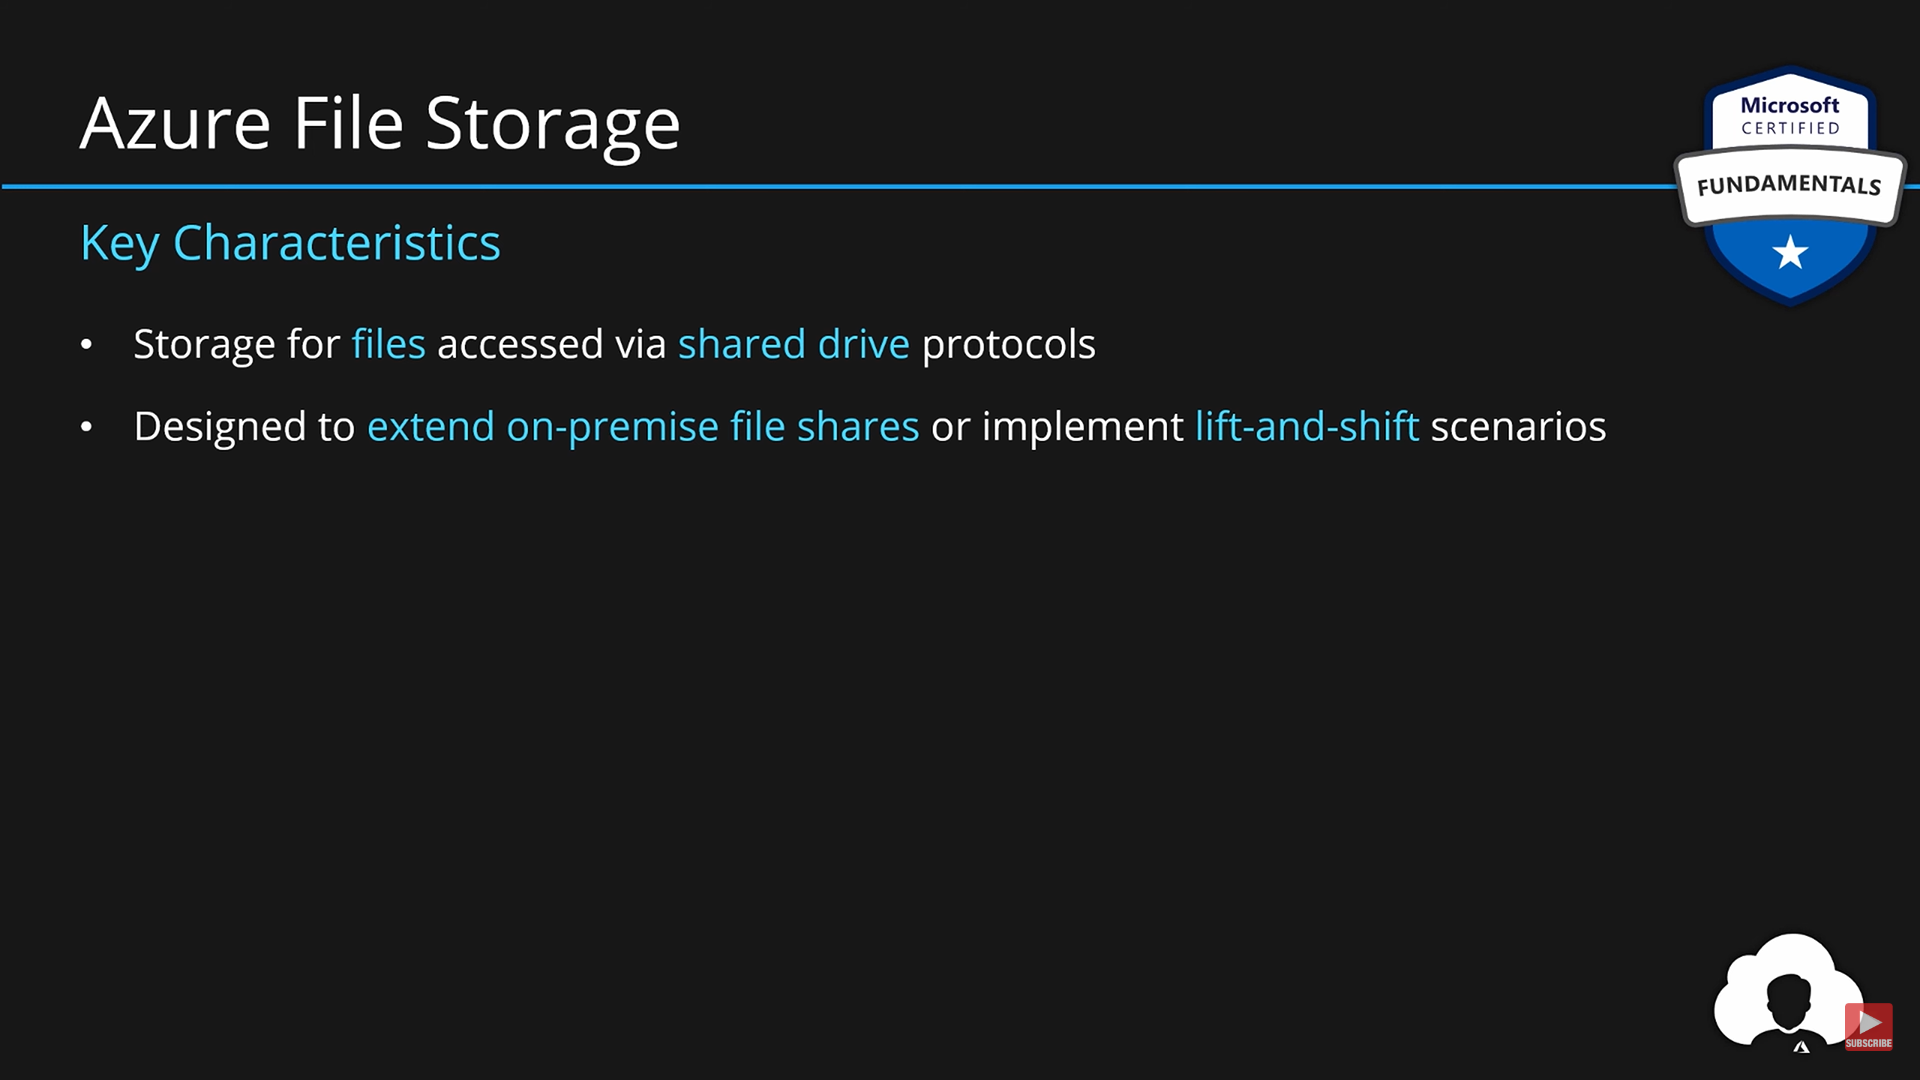 Azure File Storage
Microsoft
CERTIFIED
FUNDAMENTALS
Key Characteristics
• Storage for files accessed via shared drive protocols
• Designed to extend on-premise file shares or implement lift-and-shift scenarios
SUBSCRIBE